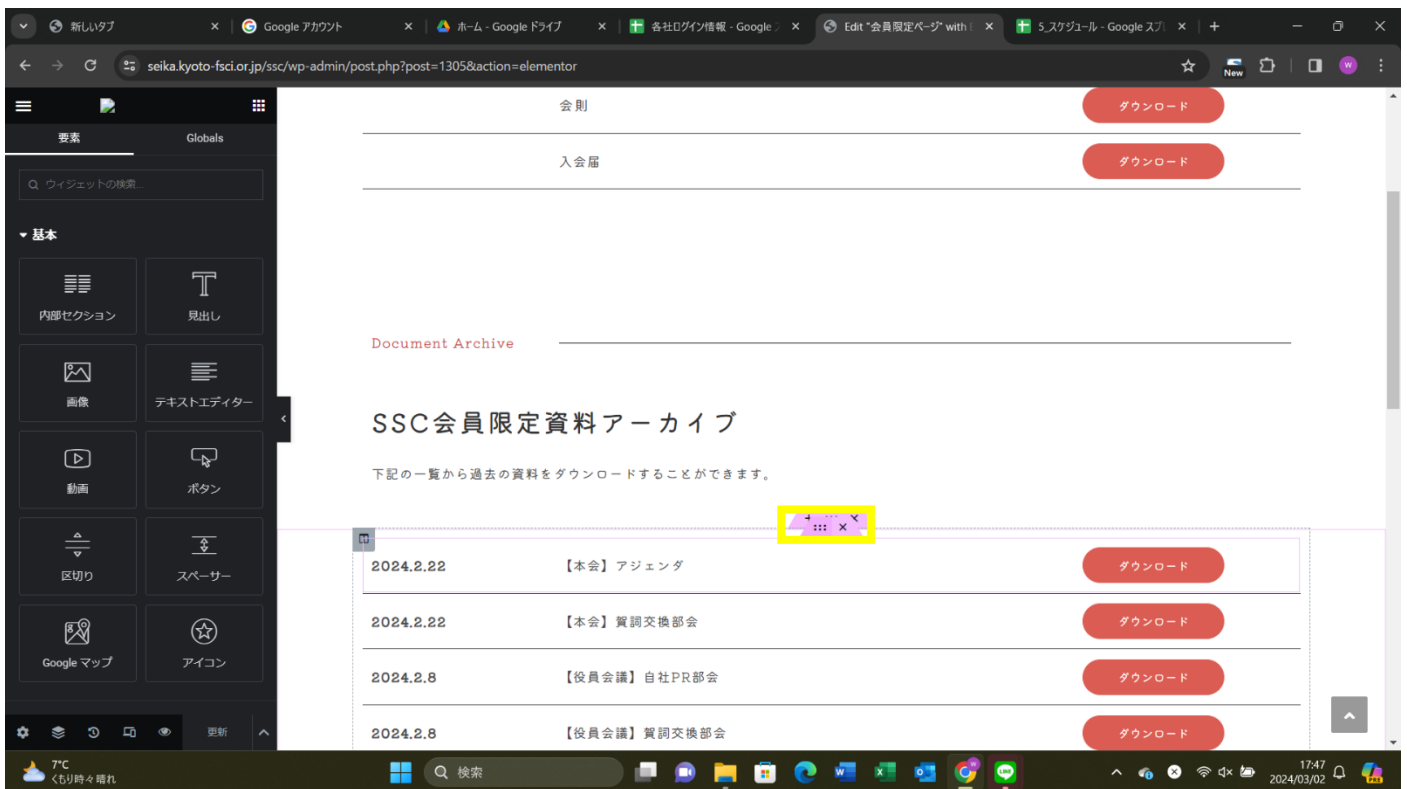 新しいタブ
Google アカウント
ホーム - Google ドライブ
各社ログイン情報 - Google ス
Edit "会員限定ページ" with E
5_スケジュール - Google スプレ
seika.kyoto-fsci.or.jp/ssc/wp-admin/post.php?post=1305&action=elementor
New
w
要素
Globals
ウィジェットの検索...
基本
内部セクション
見出し
画像
テキストエディター
動画
ボタン
区切り
スペーサー
Google マップ
アイコン
更新
会則
ダウンロード
入会届
ダウンロード
Document Archive
SSC会員限定資料アーカイブ
下記の一覧から過去の資料をダウンロードすることができます。
2024.2.22
【本会】アジェンダ
ダウンロード
2024.2.22
【本会】賀詞交換部会
ダウンロード
2024.2.8
【役員会議】自社PR部会
ダウンロード
2024.2.8
【役員会議】賀詞交換部会
ダウンロード
7°C
くもり時々晴れ
検索
17:47
2024/03/02